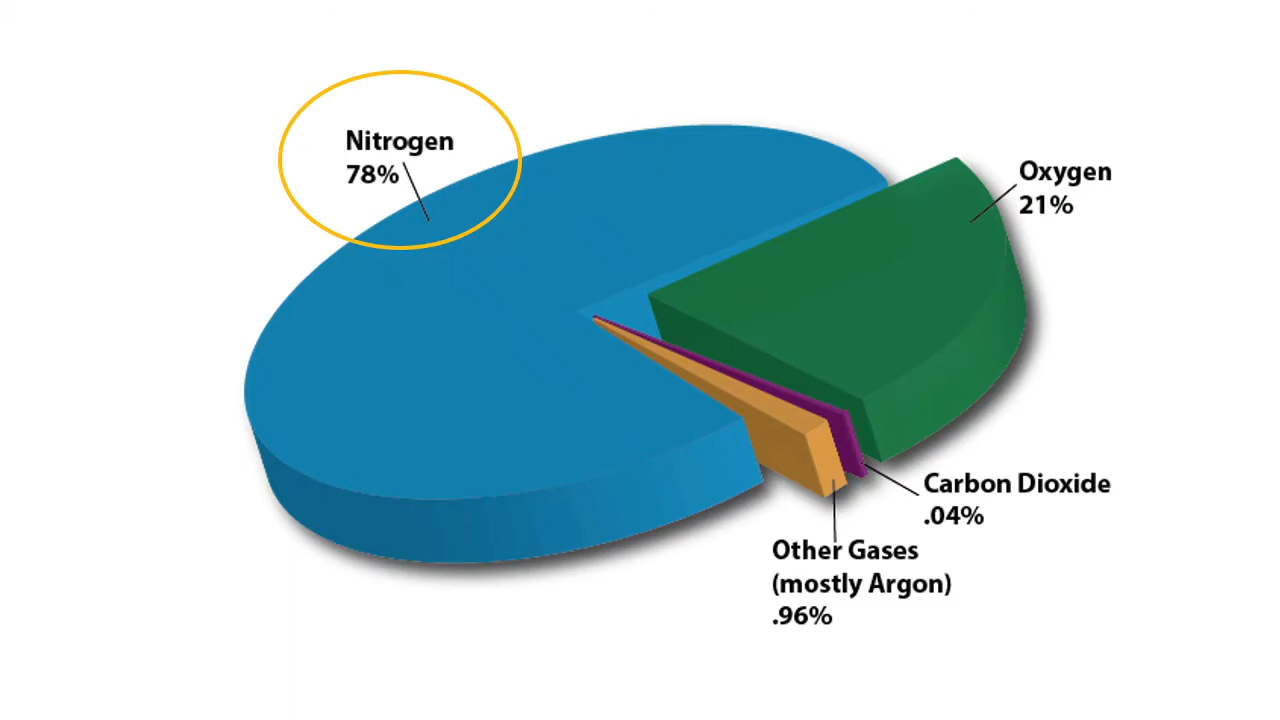 Nitrogen
78%
Oxygen
21%
Carbon Dioxide
.04%
Other Gases
(mostly Argon)
.96%